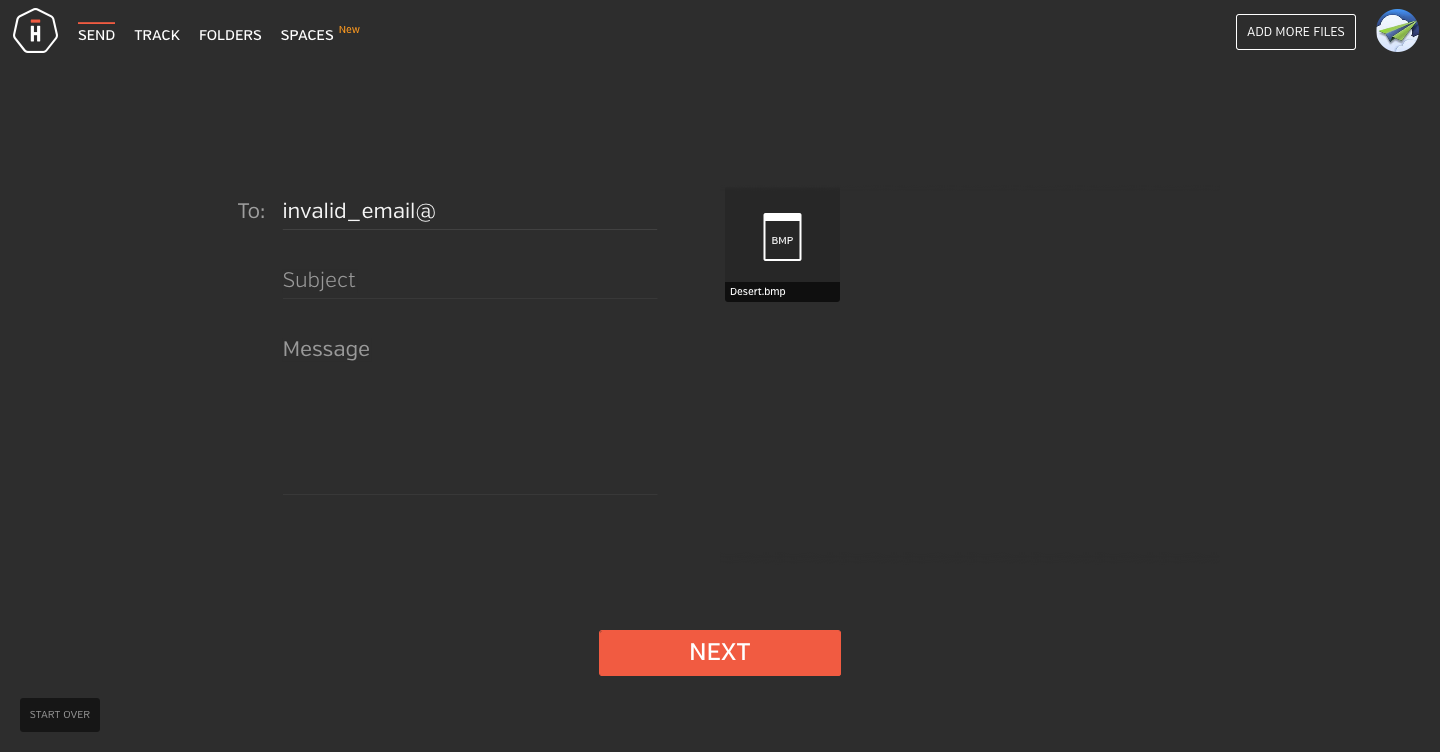 SEND TRACK FOLDERS SPACES New ADD MORE FILES
To: invalid_email@
Subject
Message
BMP
Desert.bmp
NEXT
START OVER